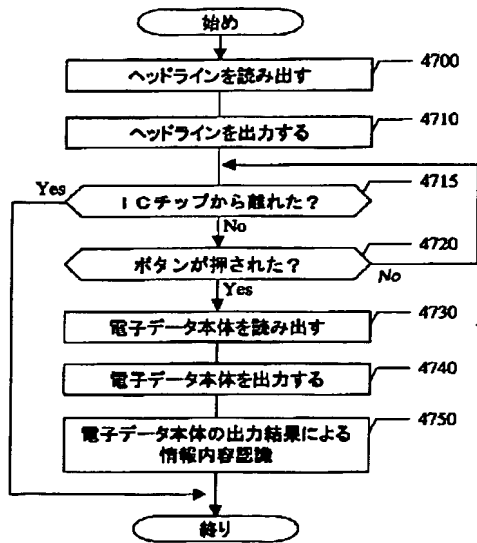 始め
ヘッドラインを読み出す
4700
ヘッドラインを出力する
4710
Yes
ICチップから離れた?
4715
No
ボタンが押された?
4720
No
Yes
電子データ本体を読み出す
4730
電子データ本体を出力する
4740
電子データ本体の出力結果による
情報内容認識
4750
終り